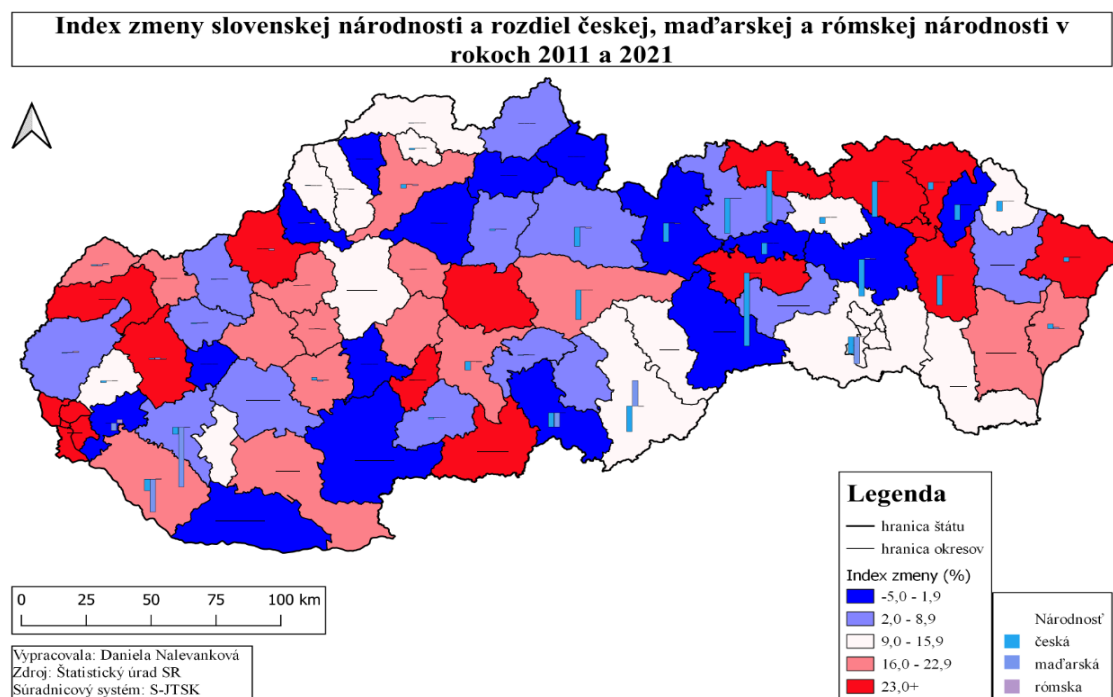 Index zmeny slovenskej národnosti a rozdiel českej, maďarskej a rómskej národnosti v
rokoch 2011 a 2021
0 25 50 75 100 km
Vypracovala: Daniela Nalevanková
Zdroj: Štatistický úrad SR
Súradnicový systém: S-JTSK
Legenda
hranica štátu
hranica okresov
Index zmeny (%)
-5,0 - 1,9
2,0 - 8,9
9,0 - 15,9
16,0 - 22,9
23,0+
Národnosť
česká
maďarská
rómska